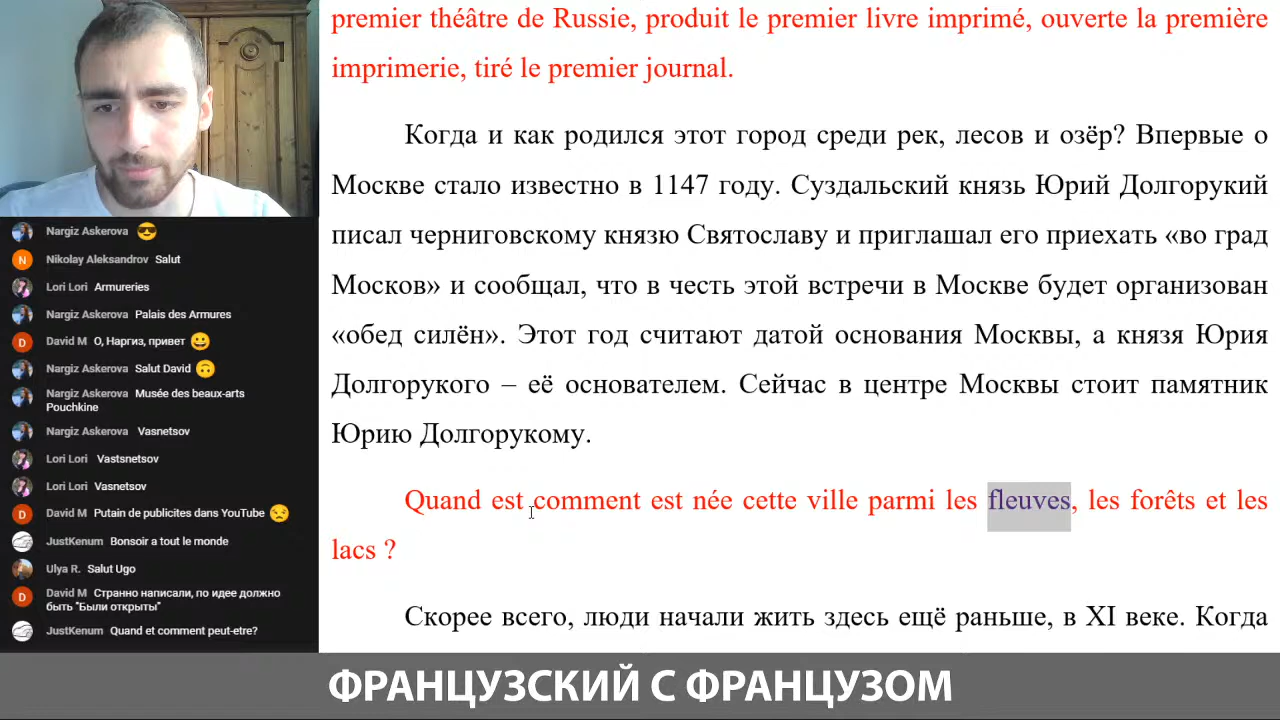 premier théâtre de Russie, produit le premier livre imprimé, ouverte la première
imprimerie, tiré le premier journal.
Когда и как родился этот город среди рек, лесов и озёр? Впервые о
Москве стало известно в 1147 году. Суздальский князь Юрий Долгорукий
писал черниговскому князю Святославу и приглашал его приехать «во град
Москов» и сообщал, что в честь этой встречи в Москве будет организован
«обед силён». Этот год считают датой основания Москвы, а князя Юрия
Долгорукого – её основателем. Сейчас в центре Москвы стоит памятник
Юрию Долгорукому.
Quand est comment est née cette ville parmi les fleuves, les forêts et les
lacs ?
Скорее всего, люди начали жить здесь ещё раньше, в XI веке. Когда
Nargiz Askerova 😎
N Nikolay Aleksandrov Salut
Lori Lori Armureries
Nargiz Askerova Palais des Armures
D David M О, Наргиз, привет 😀
Nargiz Askerova Salut David 🙃
Nargiz Askerova Musée des beaux-arts
Pouchkine
Nargiz Askerova Vasnetsov
Lori Lori Vastsnetsov
Lori Lori Vasnetsov
D David M Putain de publicites dans YouTube 😒
JustKenum Bonsoir a tout le monde
Ulya R. Salut Ugo
D David M Странно написали, по идее должно
быть "Были открыты"
JustKenum Quand et comment peut-etre?
ФРАНЦУЗСКИЙ С ФРАНЦУЗОМ